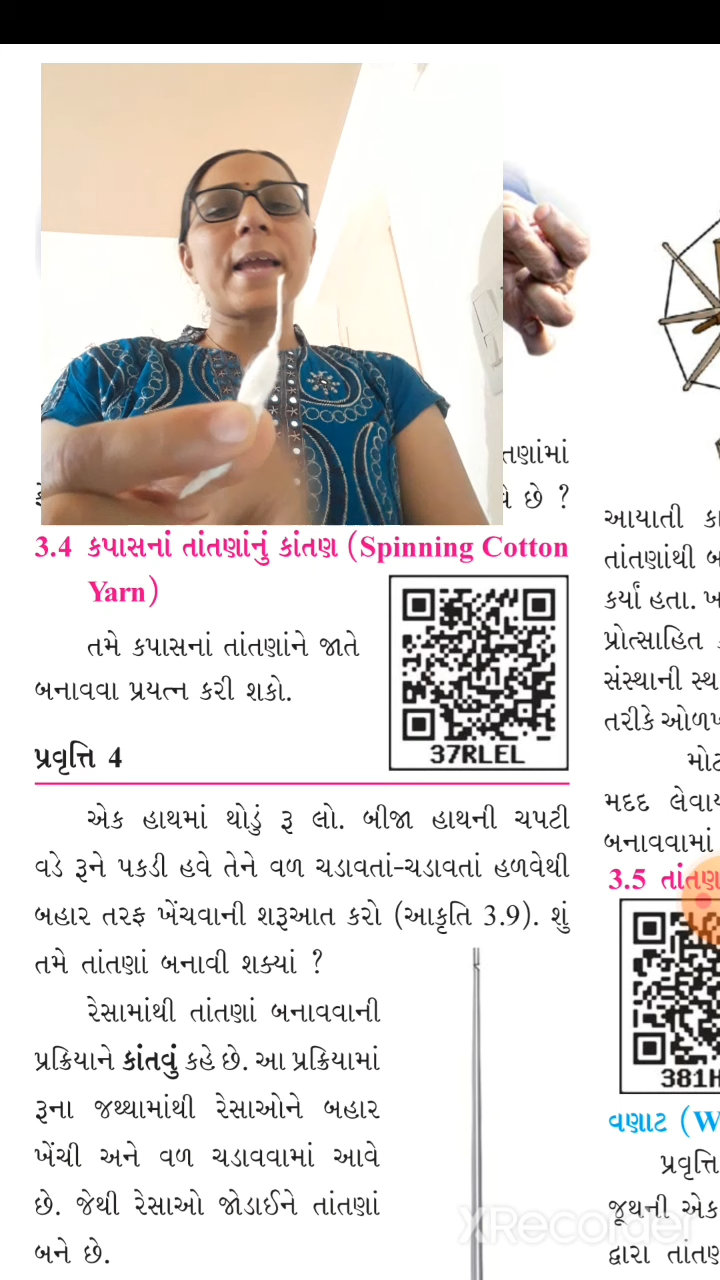 તણાંમાં
છે ?
3.4 કપાસનાં તાંતણાંનું કાંતણ (Spinning Cotton
Yarn)
તમે કપાસનાં તાંતણાંને જાતે
બનાવવા પ્રયત્ન કરી શકો.
37RLEL
પ્રવૃત્તિ 4
એક હાથમાં થોડું રૂ લો. બીજા હાથની ચપટી
વડે રૂને પકડી હવે તેને વળ ચડાવતાં-ચડાવતાં હળવેથી
બહાર તરફ ખેંચવાની શરૂઆત કરો (આકૃતિ 3.9). શું
તમે તાંતણાં બનાવી શક્યાં ?
રેસામાંથી તાંતણાં બનાવવાની
પ્રક્રિયાને કાંતવું કહે છે. આ પ્રક્રિયામાં
રૂના જથ્થામાંથી રેસાઓને બહાર
ખેંચી અને વળ ચડાવવામાં આવે
છે. જેથી રેસાઓ જોડાઈને તાંતણાં
બને છે.
આયાતી કા
તાંતણાંથી બ
કર્યાં હતા. ખ
પ્રોત્સાહિત
સંસ્થાની સ્થ
તરીકે ઓળખ
મોટ
મદદ લેવાય
બનાવવામાં
3.5 તાંતણ
381H
વણાટ (W
પ્રવૃત્તિ
જૂથની એક
દ્વારા તાંતણ
XRecorder